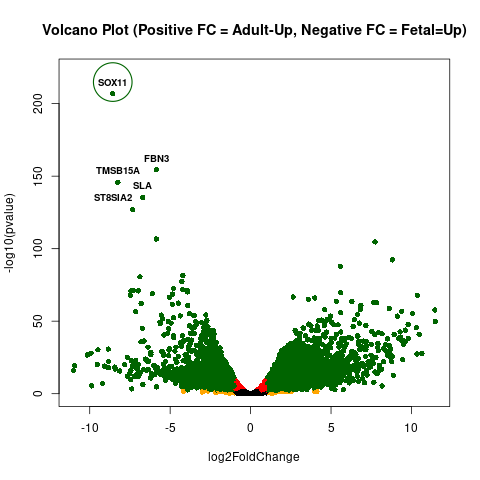 Volcano Plot (Positive FC = Adult-Up, Negative FC = Fetal=Up)
SOX11
FBN3
TMSB15A
SLA
ST8SIA2
-log10(pvalue)
200
150
100
50
0
-10
-5
0
5
10
log2FoldChange